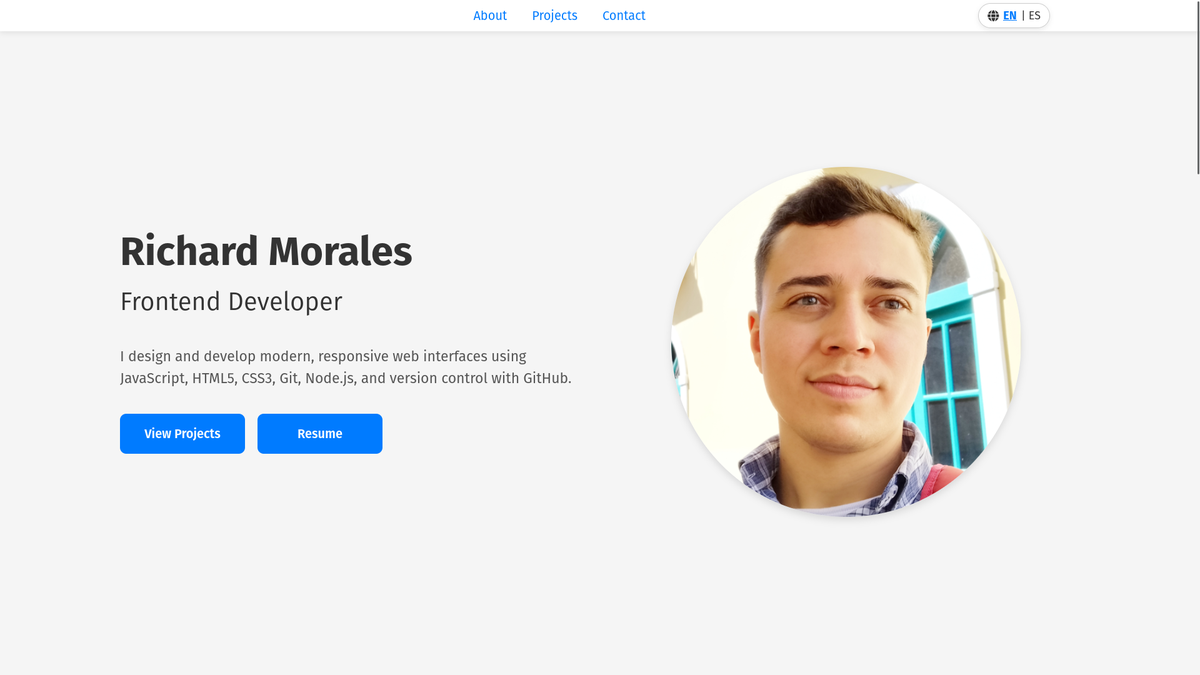 About Projects Contact EN | ES
Richard Morales
Frontend Developer
I design and develop modern, responsive web interfaces using
JavaScript, HTML5, CSS3, Git, Node.js, and version control with GitHub.
View Projects Resume